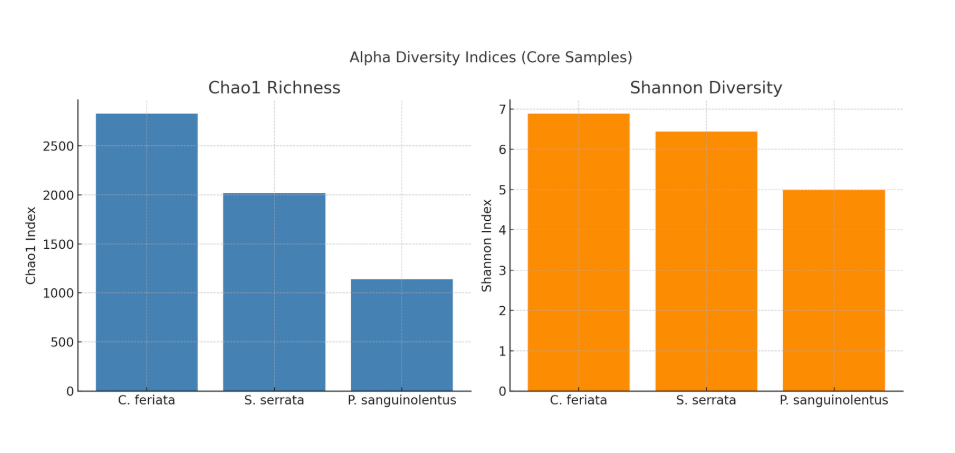 Alpha Diversity Indices (Core Samples)
Chao1 Richness
Chao1 Index
2500
2000
1500
1000
500
0
C. feriata
S. serrata
P. sanguinolentus
Shannon Diversity
Shannon Index
7
6
5
4
3
2
1
0
C. feriata
S. serrata
P. sanguinolentus